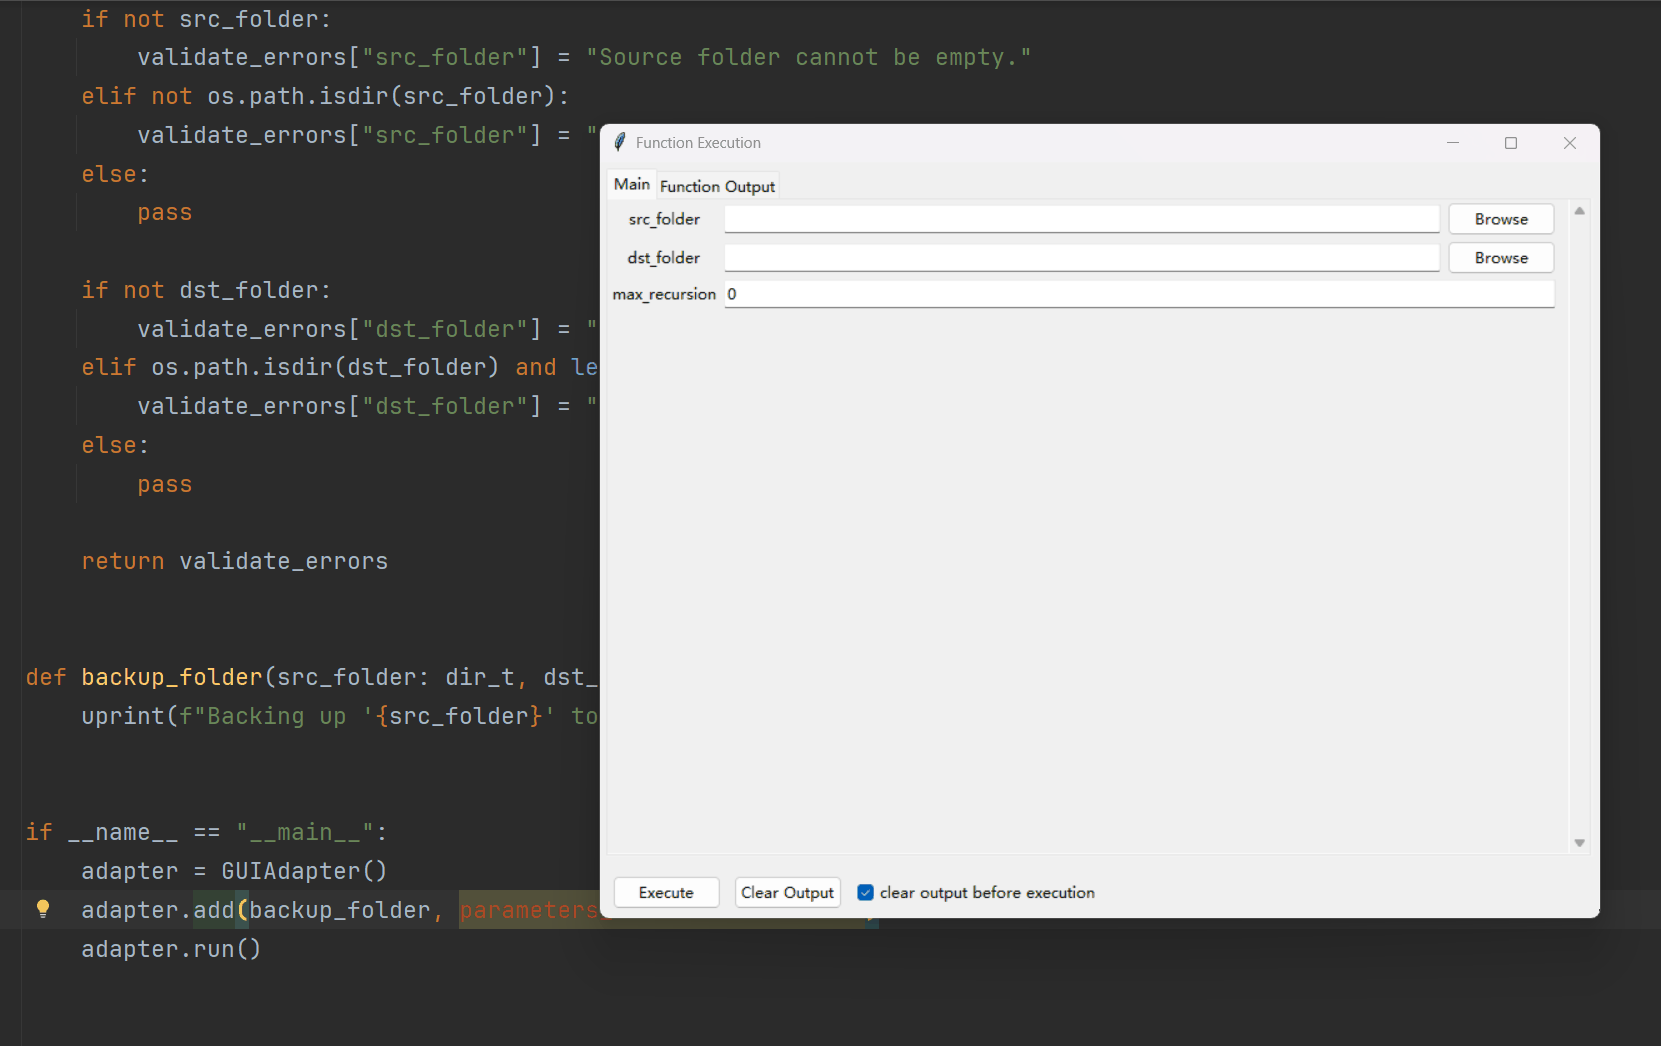 if not src_folder:
validate_errors["src_folder"] = "Source folder cannot be empty."
elif not os.path.isdir(src_folder):
validate_errors["src_folder"] = "
else:
pass
if not dst_folder:
validate_errors["dst_folder"] = "
elif os.path.isdir(dst_folder) and le
validate_errors["dst_folder"] = "
else:
pass
return validate_errors
def backup_folder(src_folder: dir_t, dst_
uprint(f"Backing up '{src_folder}' to
if __name__ == "__main__":
adapter = GUIAdapter()
adapter.add(backup_folder, parameters
adapter.run()
Function Execution
Main Function Output
src_folder Browse
dst_folder Browse
max_recursion 0
Execute Clear Output clear output before execution